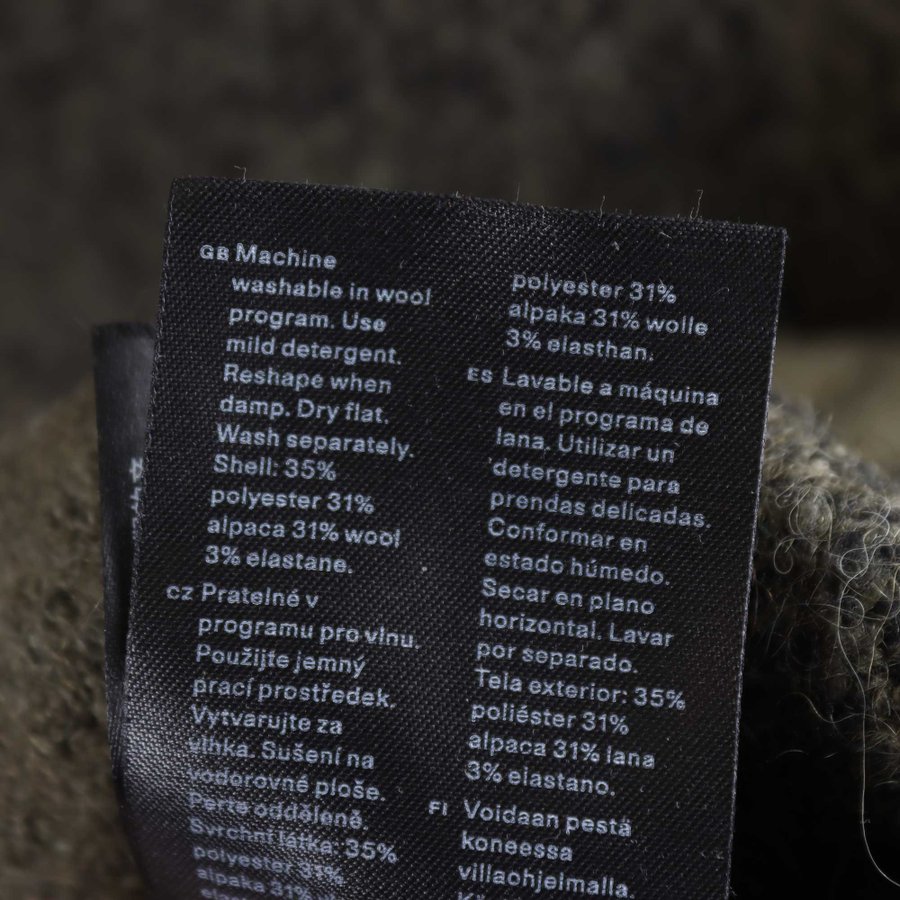 GB Machine
washable in wool
program. Use
mild detergent.
Reshape when
damp. Dry flat.
Wash separately.
Shell: 35%
polyester 31%
alpaca 31% wool
3% elastane.
CZ Pratelné v
programu pro vlnu.
Použijte jemný
prací prostředek.
Vytvarujte za
vlhka. Sušení na
vodorovné ploše.
Perte odděleně.
Svrchní látka: 35%
polyester 31%
alpaka 31%
polyester 31%
alpaka 31% wolle
3% elasthan.
ES Lavable a máquina
en el programa de
lana. Utilizar un
detergente para
prendas delicadas.
Conformar en
estado húmedo.
Secar en plano
horizontal. Lavar
por separado.
Tela exterior: 35%
poliéster 31%
alpaca 31% lana
3% elastano.
FI Voidaan pestä
koneessa
villaohjelmalla.